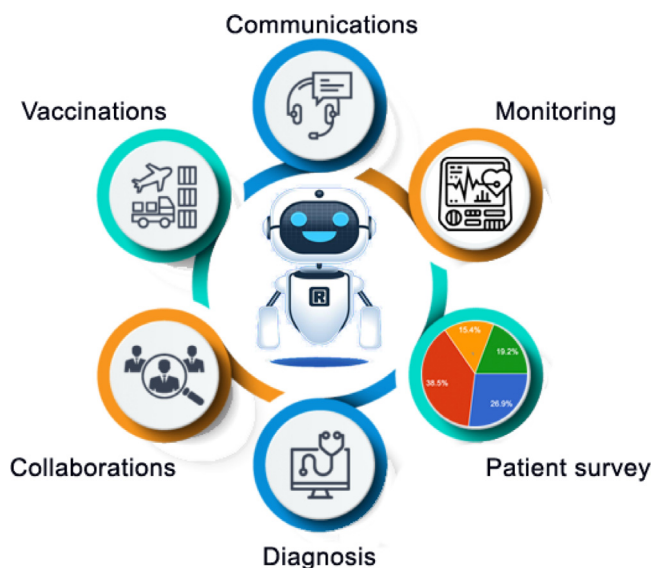 Communications
Vaccinations
Monitoring
R
15.4%
19.2%
38.5%
26.9%
Collaborations
Patient survey
Diagnosis